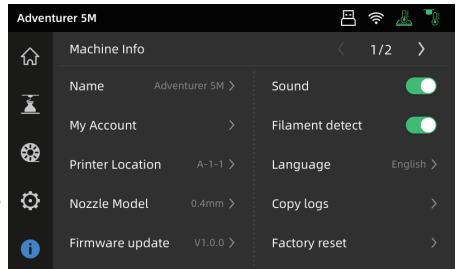 Adventurer 5M
Machine Info 1/2
Name Adventurer 5M
Sound
My Account
Filament detect
Printer Location A-1-1
Language English
Nozzle Model 0.4mm
Copy logs
Firmware update V1.0.0
Factory reset